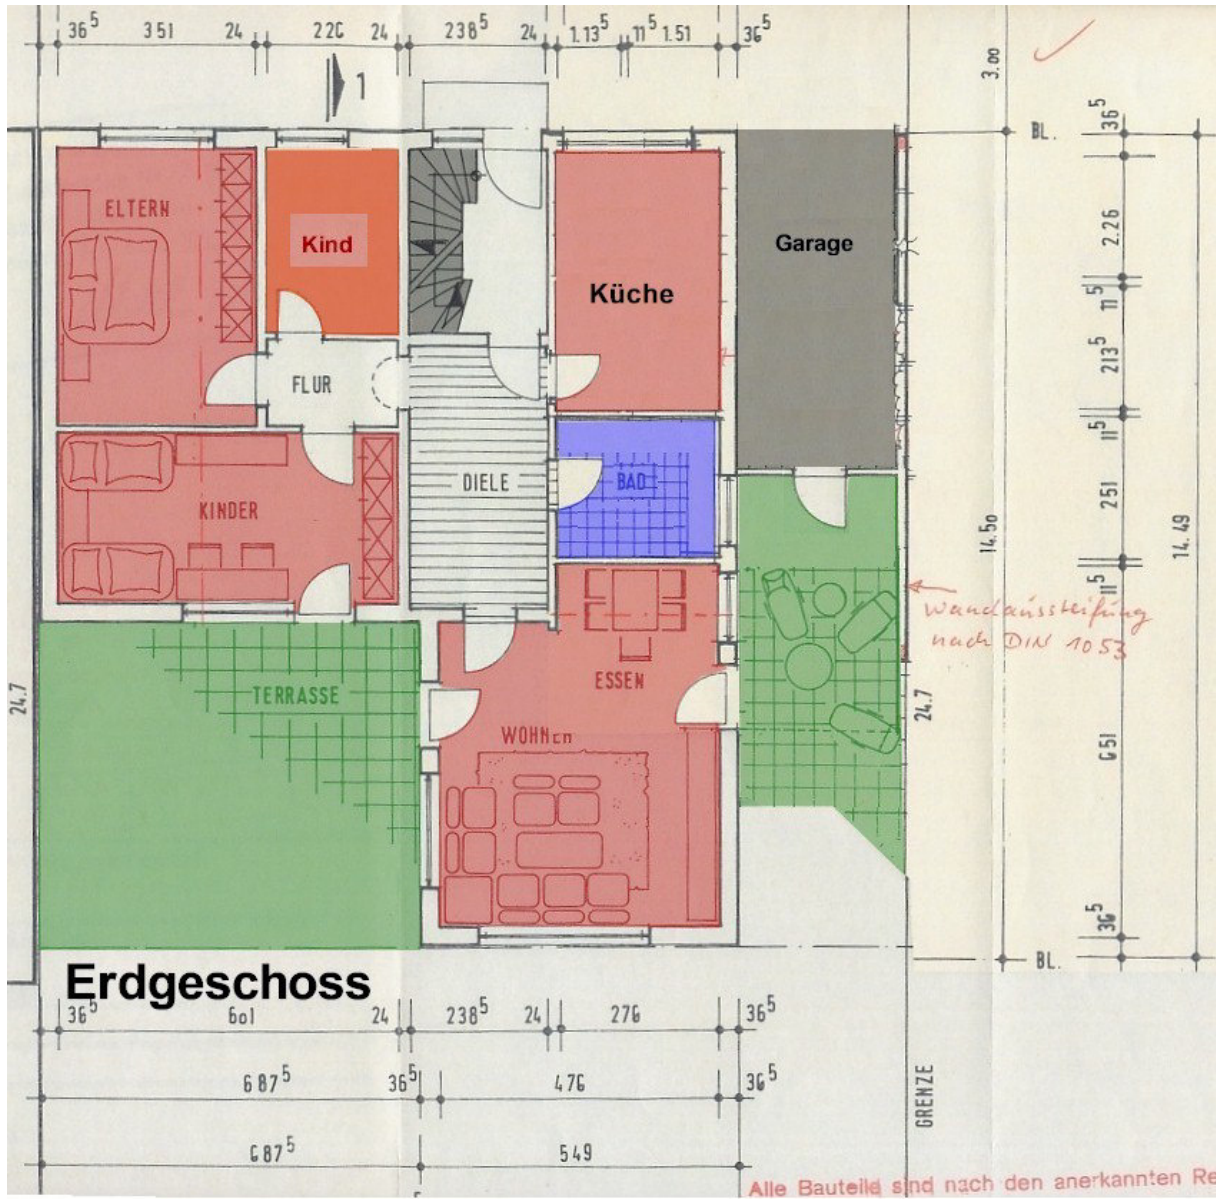 36⁵ 351 24 226 24 238⁵ 24 1.13⁵ 11⁵ 1.51 36⁵
1
3.00
BL.
36⁵
ELTERN
Kind
Küche
Garage
2.26
11⁵
213⁵
11⁵
FLUR
KINDER
DIELE
BAD
251
14.50
14.49
11⁵
Wandaussteifung
nach DIN 1053
TERRASSE
ESSEN
WOHNEn
24.7
24.7
651
36⁵
BL.
Erdgeschoss
36⁵ 601 24 238⁵ 24 276 36⁵
687⁵ 36⁵ 476 36⁵
GRENZE
687⁵ 549
Alle Bauteile sind nach den anerkannten Re